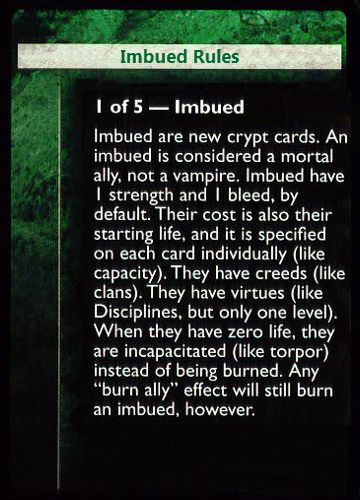 Imbued Rules
1 of 5 — Imbued
Imbued are new crypt cards. An
imbued is considered a mortal
ally, not a vampire. Imbued have
1 strength and 1 bleed, by
default. Their cost is also their
starting life, and it is specified
on each card individually (like
capacity). They have creeds (like
clans). They have virtues (like
Disciplines, but only one level).
When they have zero life, they
are incapacitated (like torpor)
instead of being burned. Any
“burn ally” effect will still burn
an imbued, however.